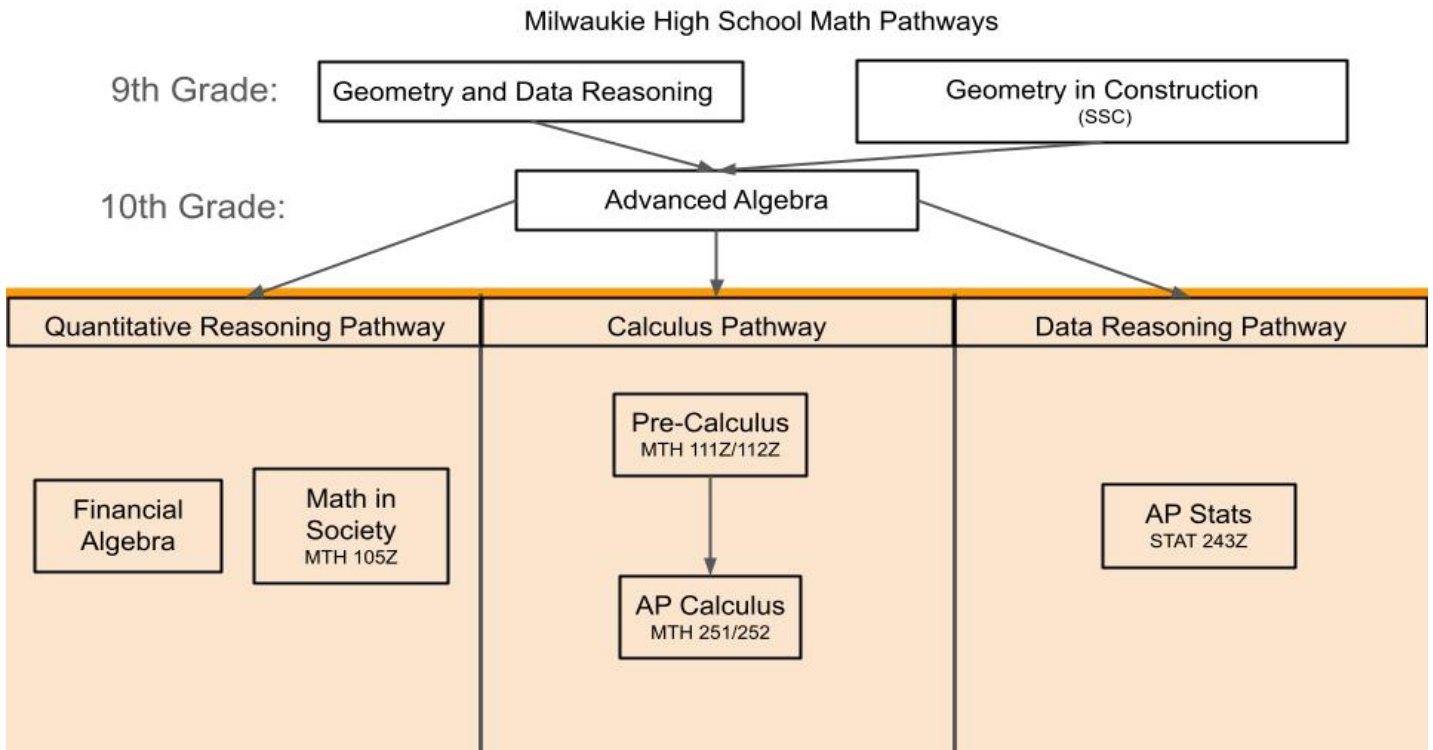 Milwaukie High School Math Pathways
9th Grade:
Geometry and Data Reasoning
Geometry in Construction
(SSC)
10th Grade:
Advanced Algebra
Quantitative Reasoning Pathway
Calculus Pathway
Data Reasoning Pathway
Financial
Algebra
Math in
Society
MTH 105Z
Pre-Calculus
MTH 111Z/112Z
AP Calculus
MTH 251/252
AP Stats
STAT 243Z